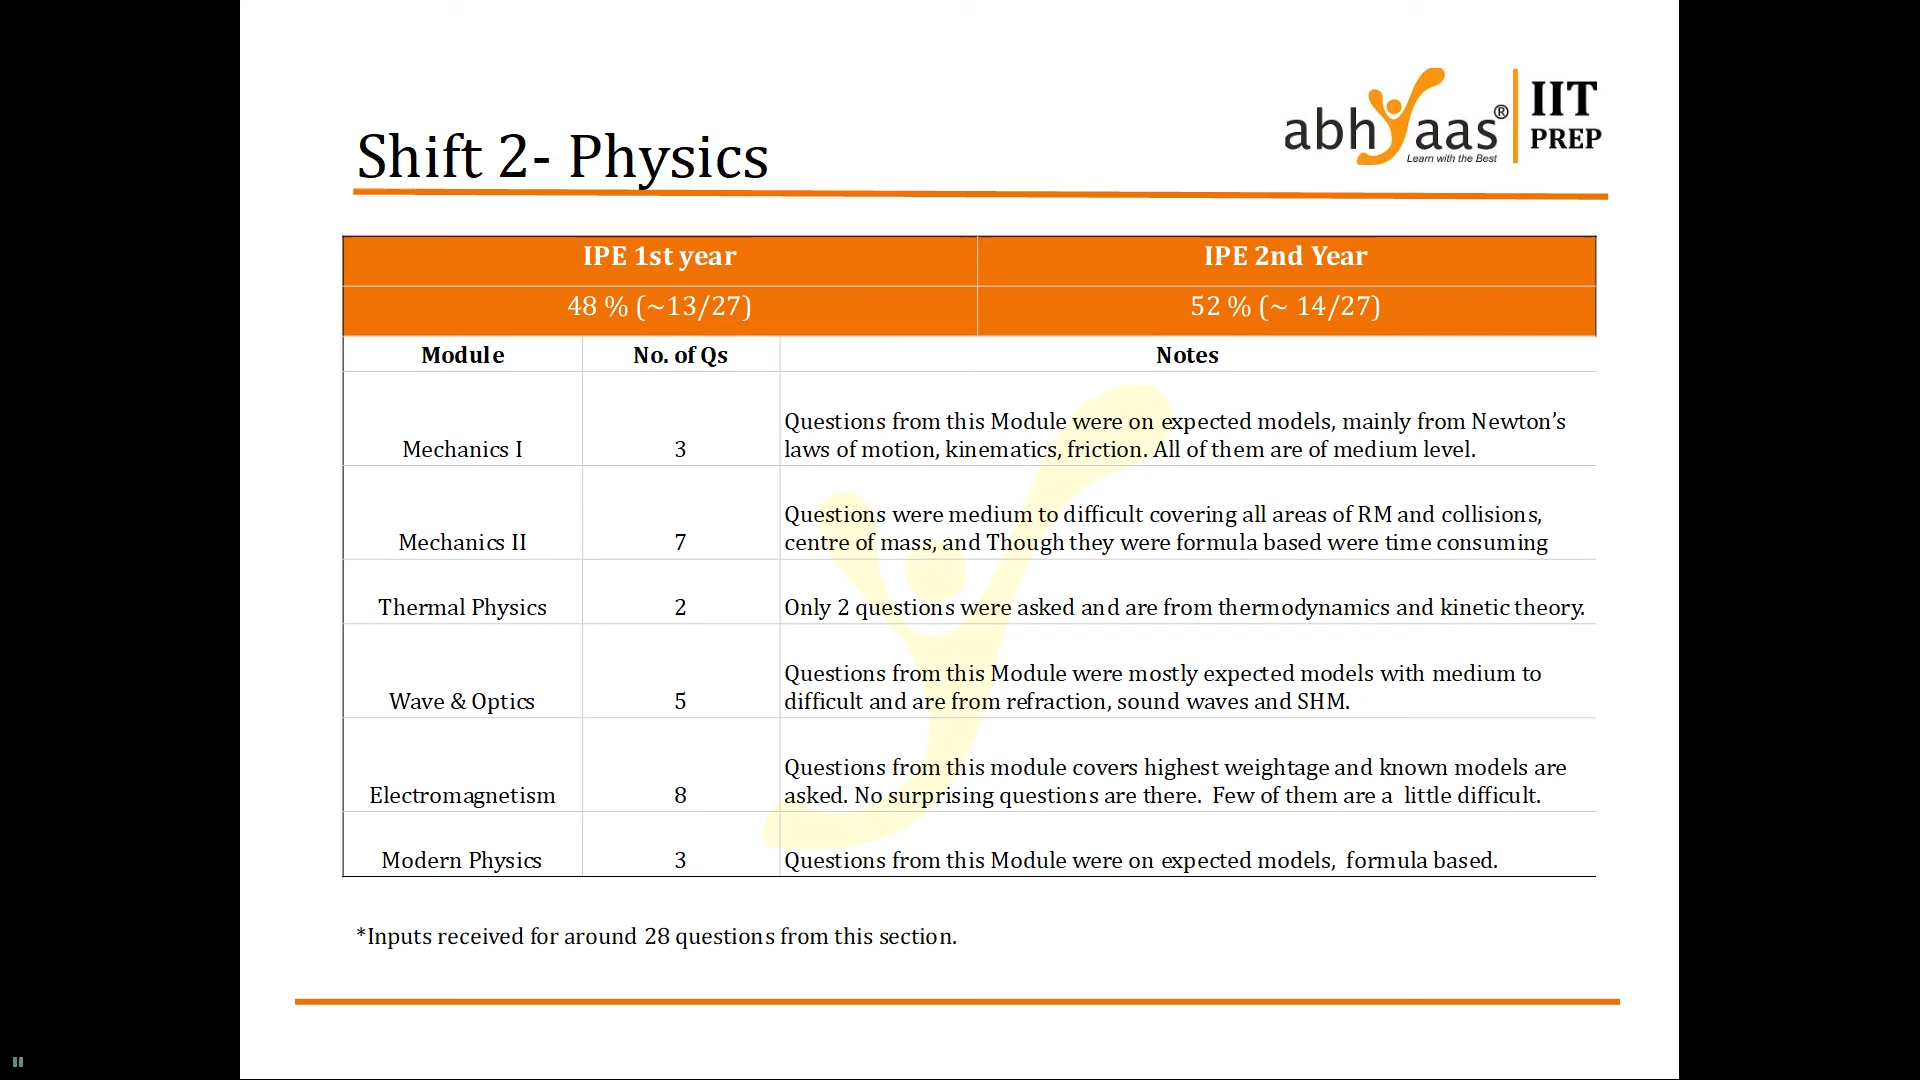 abhyaas® IIT
PREP
Learn with the Best
Shift 2- Physics
IPE 1st year IPE 2nd Year
48 % (~13/27) 52 % (~ 14/27)
Module No. of Qs Notes
Questions from this Module were on expected models, mainly from Newton’s
Mechanics I 3 laws of motion, kinematics, friction. All of them are of medium level.
Questions were medium to difficult covering all areas of RM and collisions,
Mechanics II 7 centre of mass, and Though they were formula based were time consuming
Thermal Physics 2 Only 2 questions were asked and are from thermodynamics and kinetic theory.
Questions from this Module were mostly expected models with medium to
Wave & Optics 5 difficult and are from refraction, sound waves and SHM.
Questions from this module covers highest weightage and known models are
Electromagnetism 8 asked. No surprising questions are there.  Few of them are a  little difficult.
Modern Physics 3 Questions from this Module were on expected models,  formula based.
*Inputs received for around 28 questions from this section.